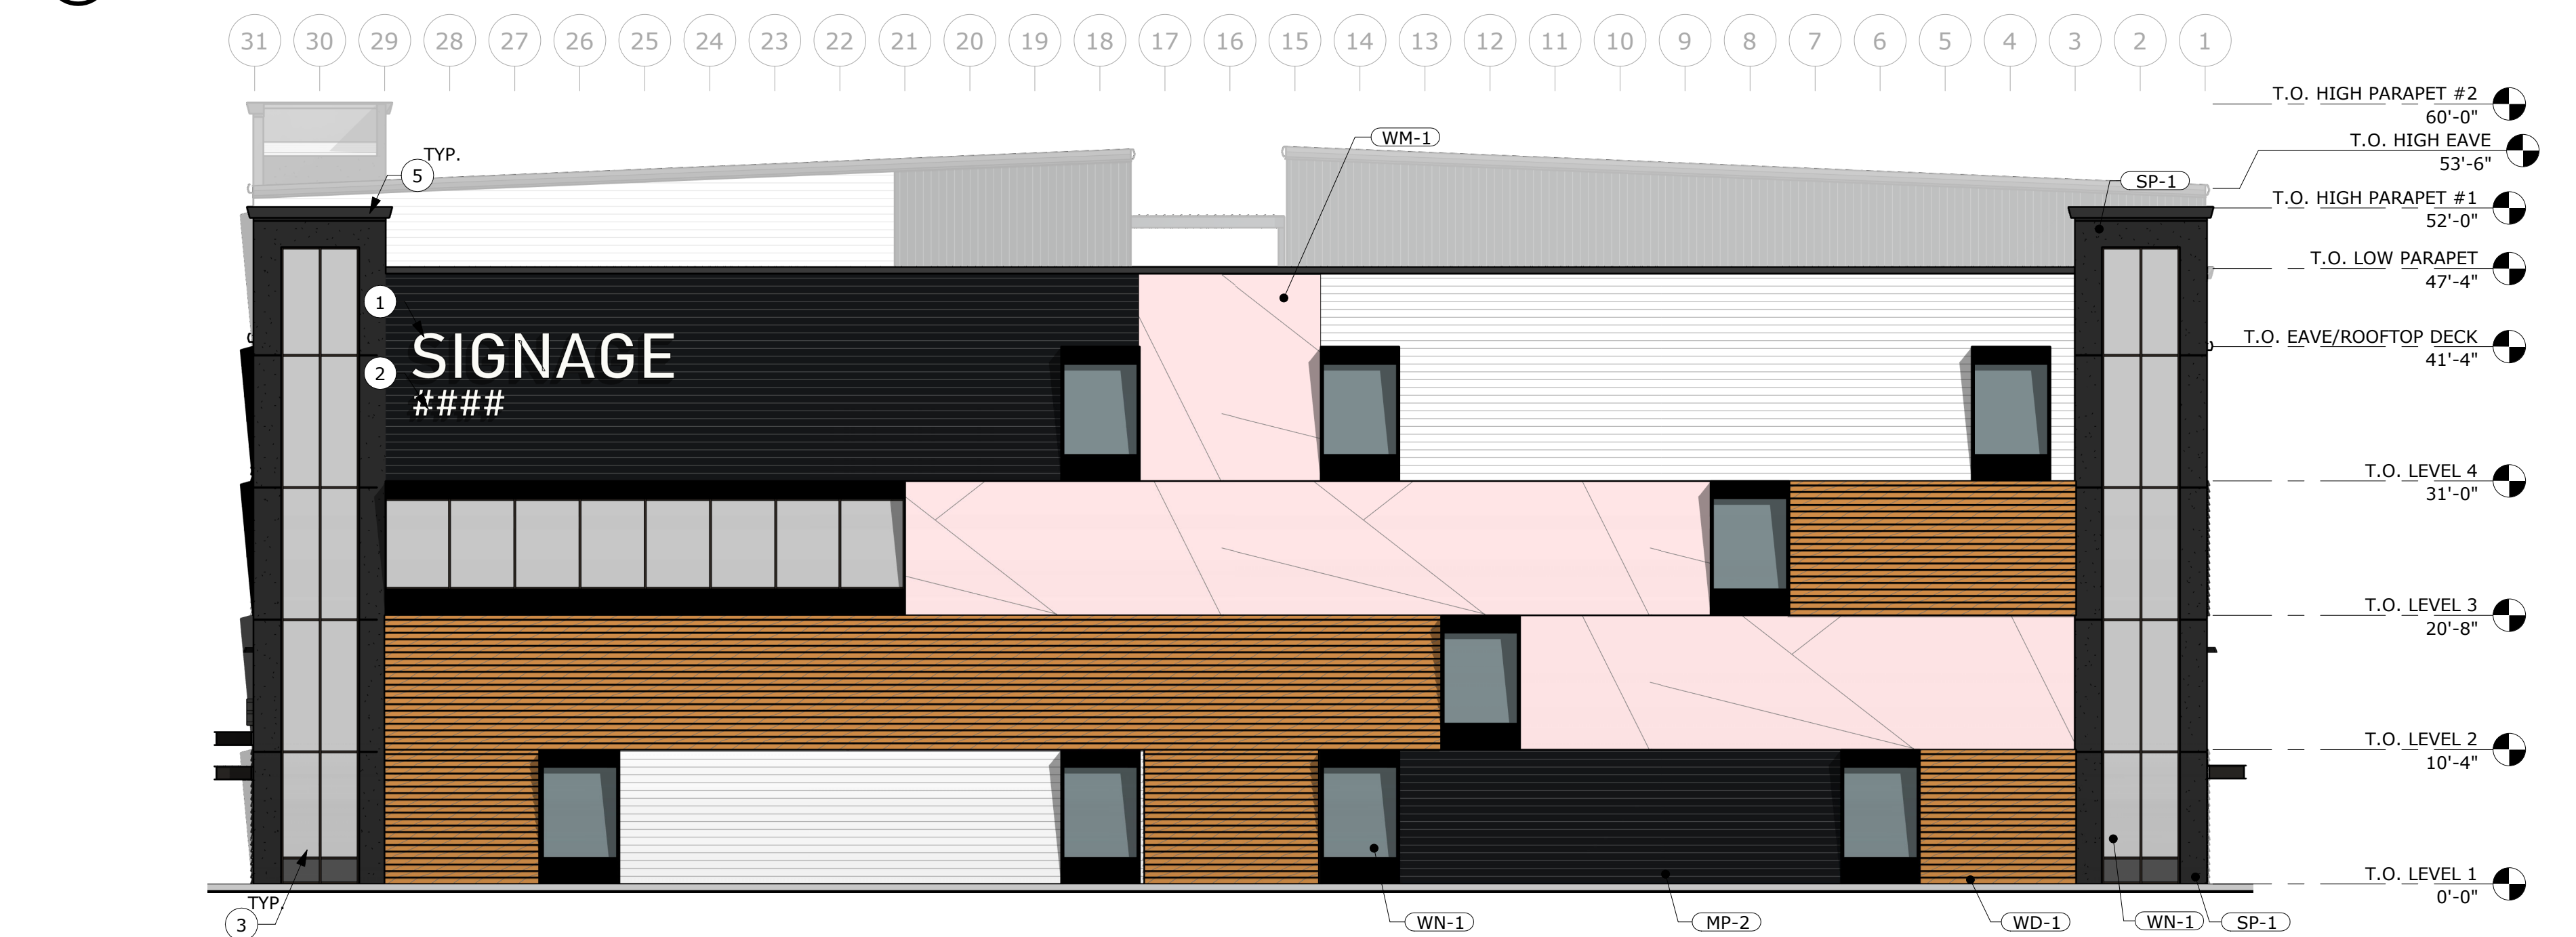 31 30 29 28 27 26 25 24 23 22 21 20 19 18 17 16 15 14 13 12 11 10 9 8 7 6 5 4 3 2 1
T.O. HIGH PARAPET #2
60'-0"
WM-1
T.O. HIGH EAVE
53'-6"
TYP.
5
SP-1
T.O. HIGH PARAPET #1
52'-0"
T.O. LOW PARAPET
47'-4"
1
SIGNAGE
T.O. EAVE/ROOFTOP DECK
41'-4"
2
####
T.O. LEVEL 4
31'-0"
T.O. LEVEL 3
20'-8"
T.O. LEVEL 2
10'-4"
T.O. LEVEL 1
0'-0"
TYP.
3
WN-1
MP-2
WD-1
WN-1
SP-1